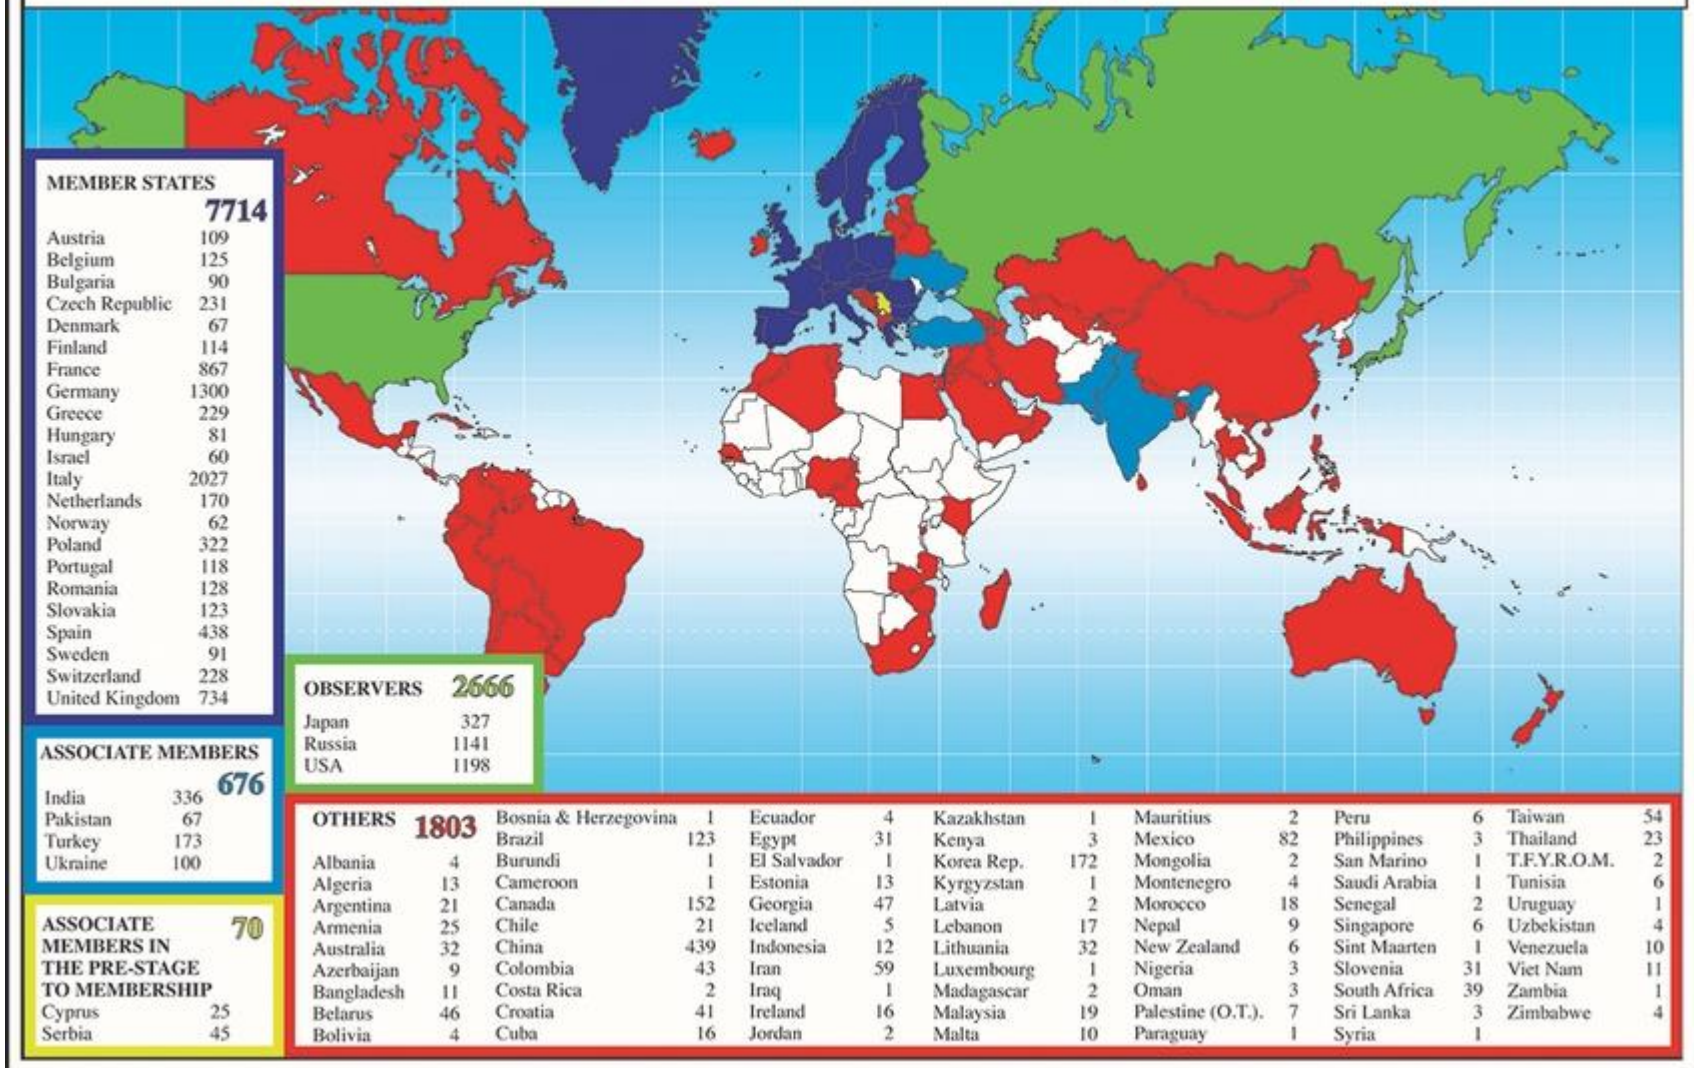 MEMBER STATES
7714
Austria 109
Belgium 125
Bulgaria 90
Czech Republic 231
Denmark 67
Finland 114
France 867
Germany 1300
Greece 229
Hungary 81
Israel 60
Italy 2027
Netherlands 170
Norway 62
Poland 322
Portugal 118
Romania 128
Slovakia 123
Spain 438
Sweden 91
Switzerland 228
United Kingdom 734
ASSOCIATE MEMBERS
676
India 336
Pakistan 67
Turkey 173
Ukraine 100
ASSOCIATE 70
MEMBERS IN
THE PRE-STAGE
TO MEMBERSHIP
Cyprus 25
Serbia 45
OBSERVERS 2666
Japan 327
Russia 1141
USA 1198
OTHERS 1803
Albania 4
Algeria 13
Argentina 21
Armenia 25
Australia 32
Azerbaijan 9
Bangladesh 11
Belarus 46
Bolivia 4
Bosnia & Herzegovina 1
Brazil 123
Burundi 1
Cameroon 1
Canada 152
Chile 21
China 439
Colombia 43
Costa Rica 2
Croatia 41
Cuba 16
Ecuador 4
Egypt 31
El Salvador 1
Estonia 13
Georgia 47
Iceland 5
Indonesia 12
Iran 59
Iraq 1
Ireland 16
Jordan 2
Kazakhstan 1
Kenya 3
Korea Rep. 172
Kyrgyzstan 1
Latvia 2
Lebanon 17
Lithuania 32
Luxembourg 1
Madagascar 2
Malaysia 19
Malta 10
Mauritius 2
Mexico 82
Mongolia 2
Montenegro 4
Morocco 18
Nepal 9
New Zealand 6
Nigeria 3
Oman 3
Palestine (O.T.). 7
Paraguay 1
Peru 6
Philippines 3
San Marino 1
Saudi Arabia 1
Senegal 2
Singapore 6
Sint Maarten 1
Slovenia 31
South Africa 39
Sri Lanka 3
Syria 1
Taiwan 54
Thailand 23
T.F.Y.R.O.M. 2
Tunisia 6
Uruguay 1
Uzbekistan 4
Venezuela 10
Viet Nam 11
Zambia 1
Zimbabwe 4